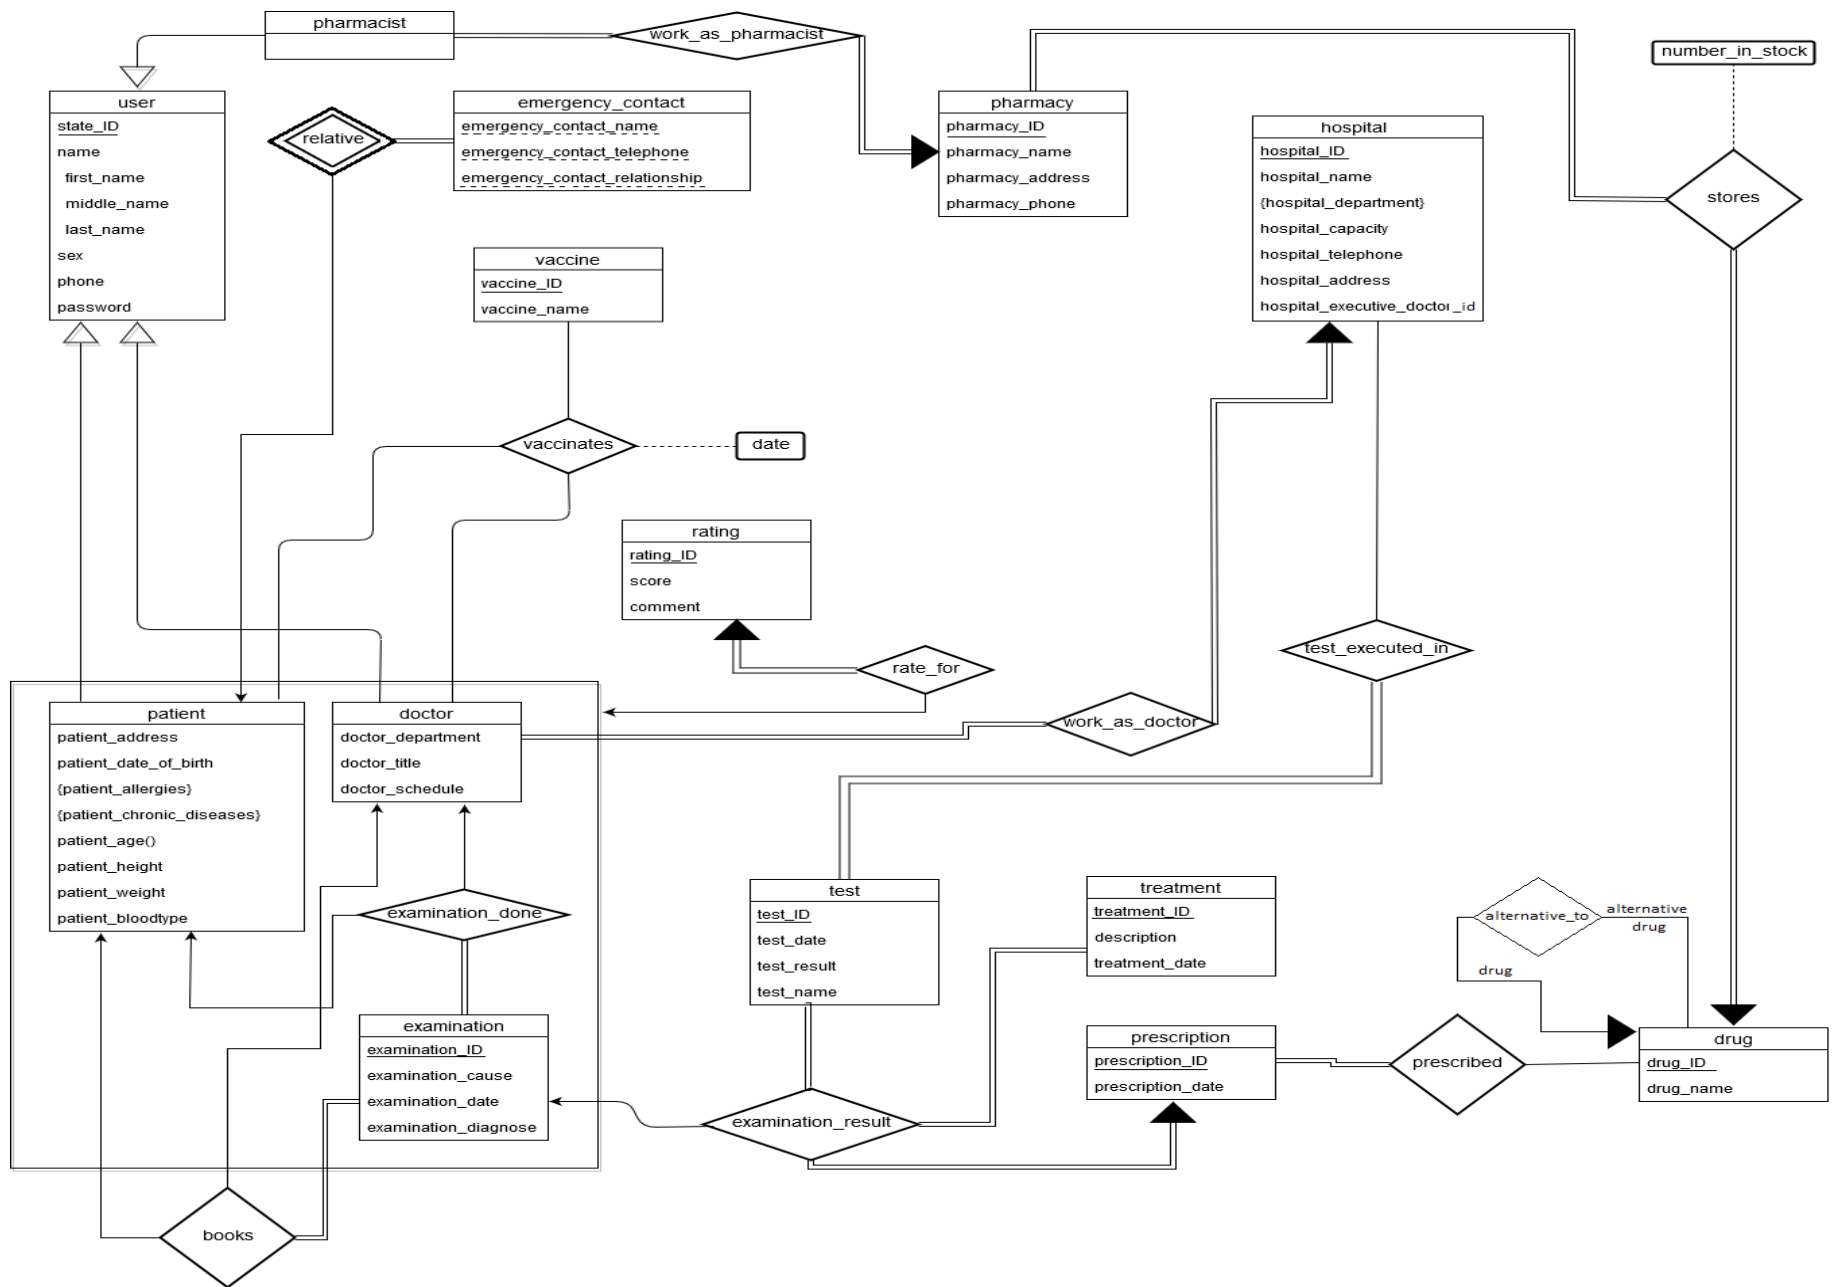 pharmacist
work_as_pharmacist
number_in_stock
user
state_ID
name
first_name
middle_name
last_name
sex
phone
password
relative
emergency_contact
emergency_contact_name
emergency_contact_telephone
emergency_contact_relationship
pharmacy
pharmacy_ID
pharmacy_name
pharmacy_address
pharmacy_phone
hospital
hospital_ID
hospital_name
{hospital_department}
hospital_capacity
hospital_telephone
hospital_address
hospital_executive_doctor_id
stores
vaccine
vaccine_ID
vaccine_name
vaccinates
date
rating
rating_ID
score
comment
rate_for
test_executed_in
work_as_doctor
patient
patient_address
patient_date_of_birth
{patient_allergies}
{patient_chronic_diseases}
patient_age()
patient_height
patient_weight
patient_bloodtype
doctor
doctor_department
doctor_title
doctor_schedule
examination_done
examination
examination_ID
examination_cause
examination_date
examination_diagnose
test
test_ID
test_date
test_result
test_name
treatment
treatment_ID
description
treatment_date
alternative_to
alternative
drug
drug
prescription
prescription_ID
prescription_date
prescribed
drug
drug_ID
drug_name
examination_result
books